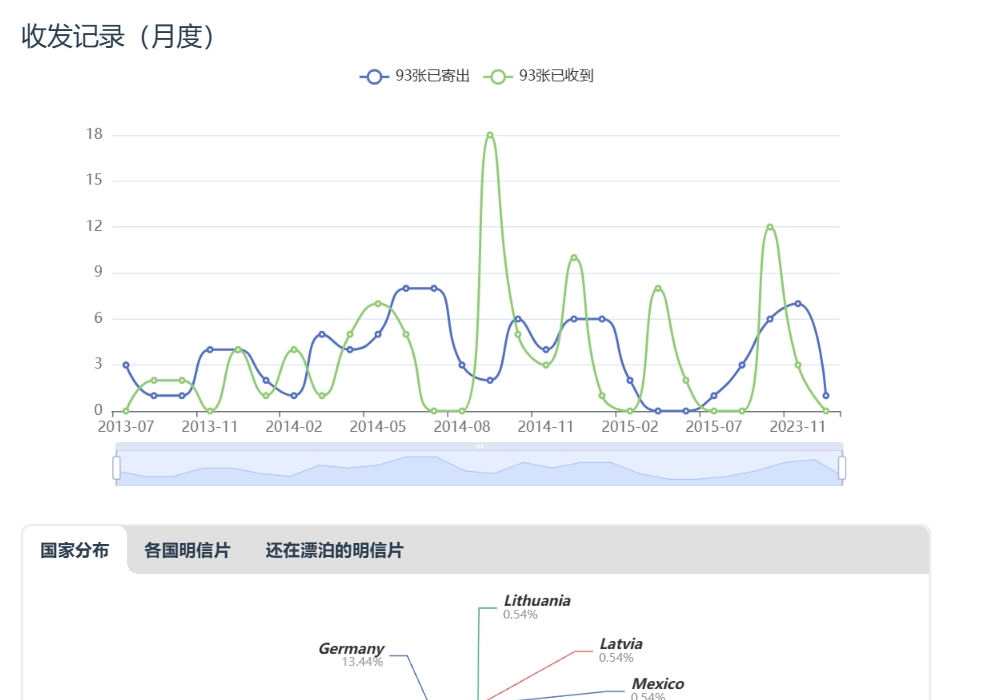 收发记录（月度）
93张已寄出 93张已收到
18
15
12
9
6
3
0
2013-07 2013-11 2014-02 2014-05 2014-08 2014-11 2015-02 2015-07 2023-11
国家分布 各国明信片 还在漂泊的明信片
Lithuania
0.54%
Germany
13.44%
Latvia
0.54%
Mexico
0.54%